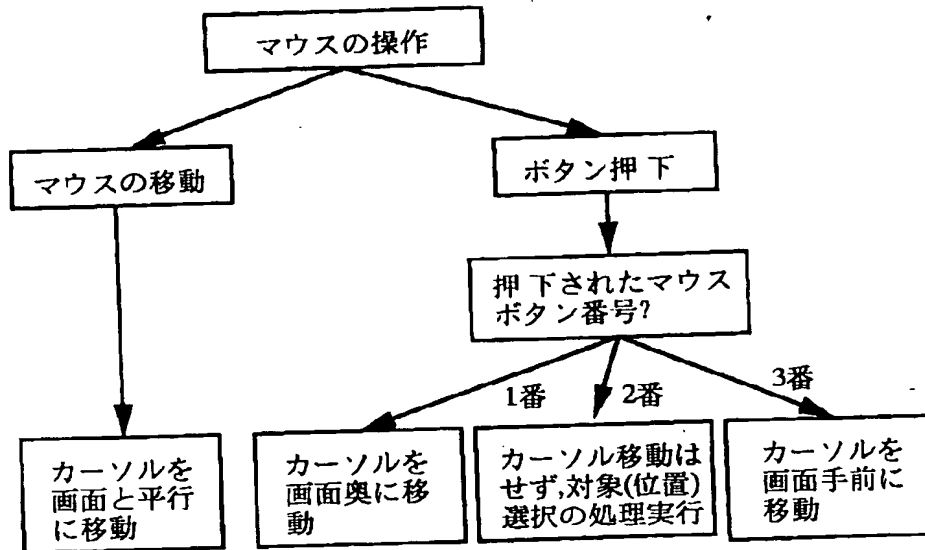 マウスの操作
マウスの移動
ボタン押下
押下されたマウス
ボタン番号?
1番
2番
3番
カーソルを
画面と平行
に移動
カーソルを
画面奥に移
動
カーソル移動は
せず,対象(位置)
選択の処理実行
カーソルを
画面手前に
移動